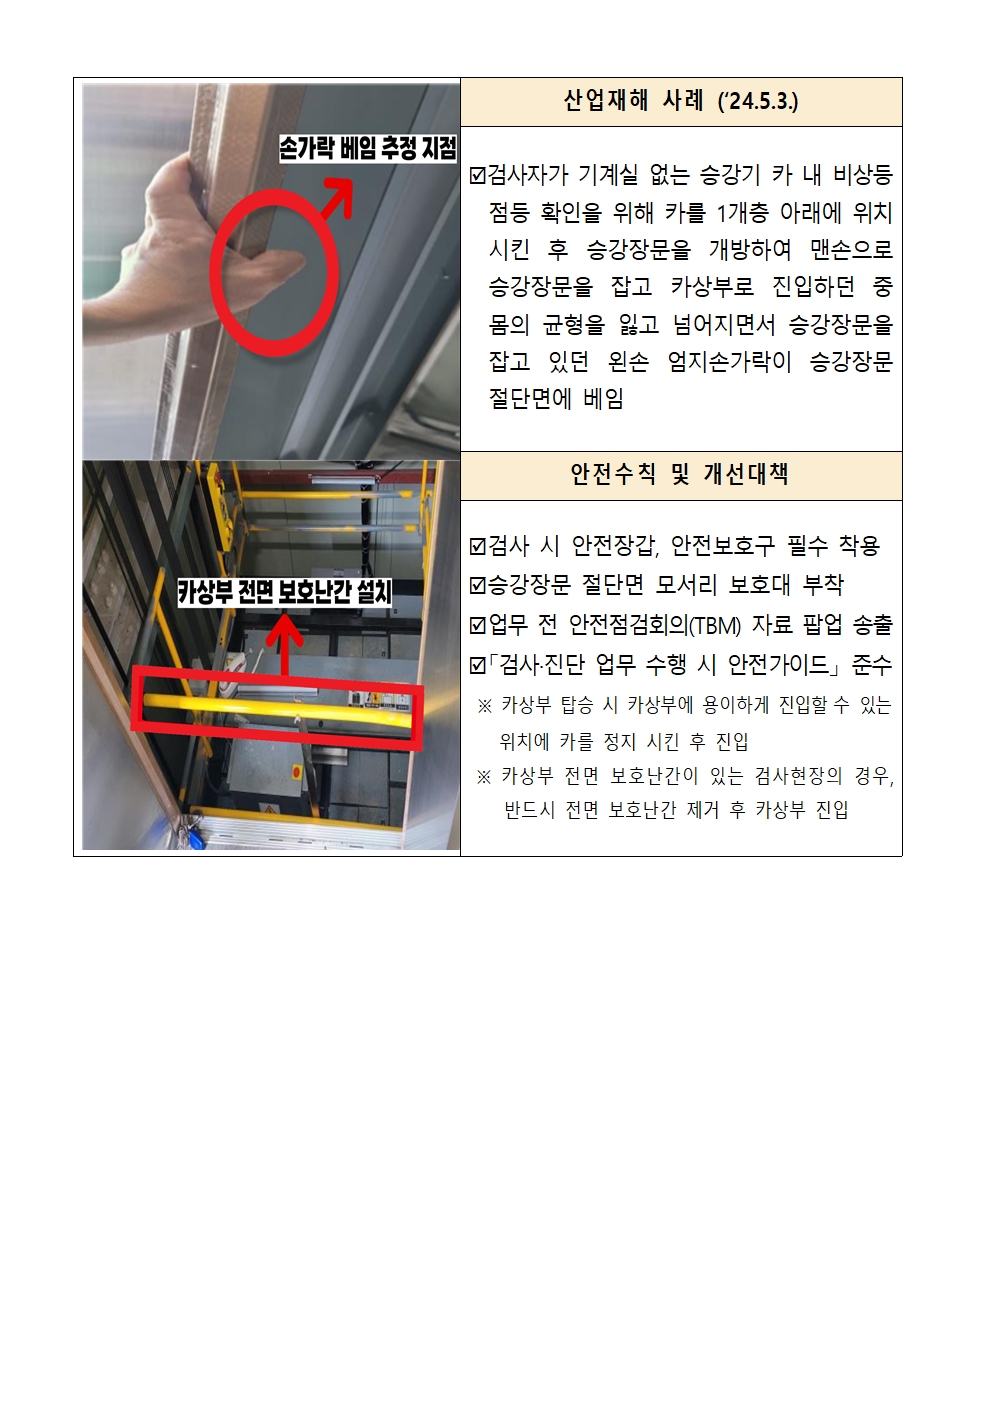 손가락 베임 추정 지점
카상부 전면 보호난간 설치
산업재해 사례 (‘24.5.3.)
☑검사자가 기계실 없는 승강기 카 내 비상등
점등 확인을 위해 카를 1개층 아래에 위치
시킨 후 승강장문을 개방하여 맨손으로
승강장문을 잡고 카상부로 진입하던 중
몸의 균형을 잃고 넘어지면서 승강장문을
잡고 있던 왼손 엄지손가락이 승강장문
절단면에 베임
안전수칙 및 개선대책
☑검사 시 안전장갑, 안전보호구 필수 착용
☑승강장문 절단면 모서리 보호대 부착
☑업무 전 안전점검회의(TBM) 자료 팝업 송출
☑「검사·진단 업무 수행 시 안전가이드」 준수
※ 카상부 탑승 시 카상부에 용이하게 진입할 수 있는
위치에 카를 정지 시킨 후 진입
※ 카상부 전면 보호난간이 있는 검사현장의 경우,
반드시 전면 보호난간 제거 후 카상부 진입